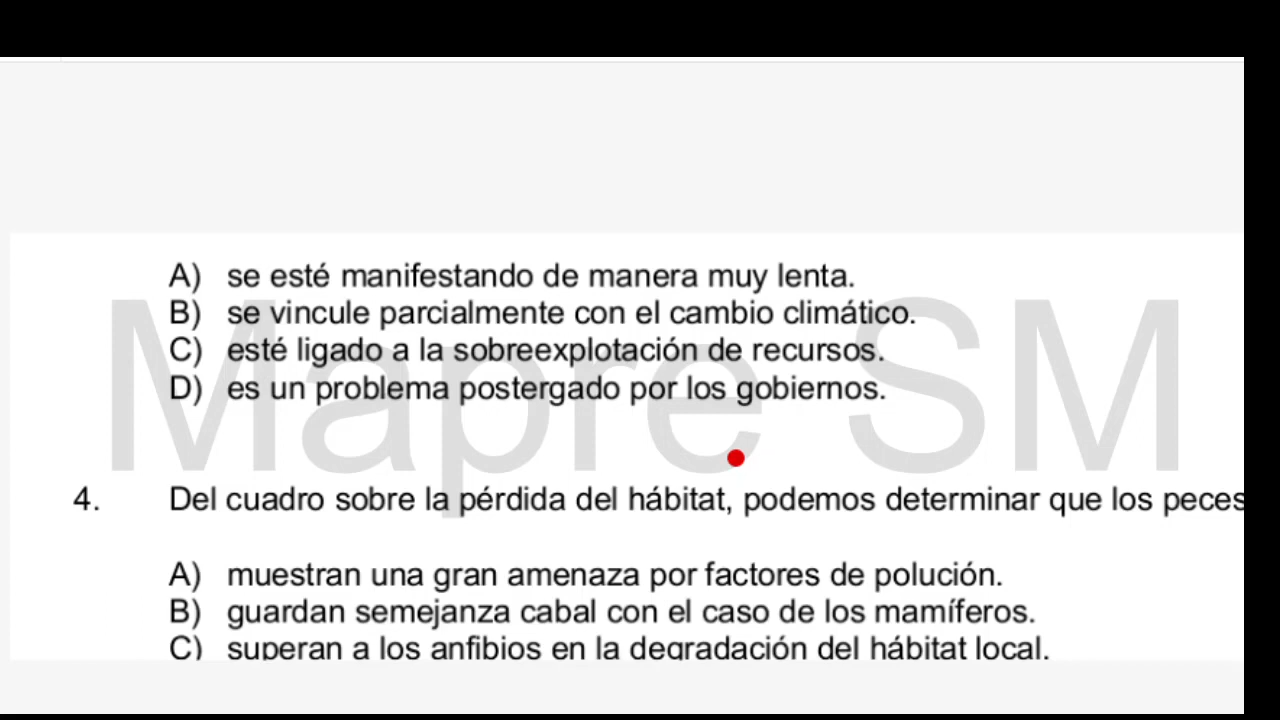 A) se esté manifestando de manera muy lenta.
B) se vincule parcialmente con el cambio climático.
C) esté ligado a la sobreexplotación de recursos.
D) es un problema postergado por los gobiernos.
Mapre SM
4. Del cuadro sobre la pérdida del hábitat, podemos determinar que los peces
A) muestran una gran amenaza por factores de polución.
B) guardan semejanza cabal con el caso de los mamíferos.
C) superan a los anfibios en la degradación del hábitat local.